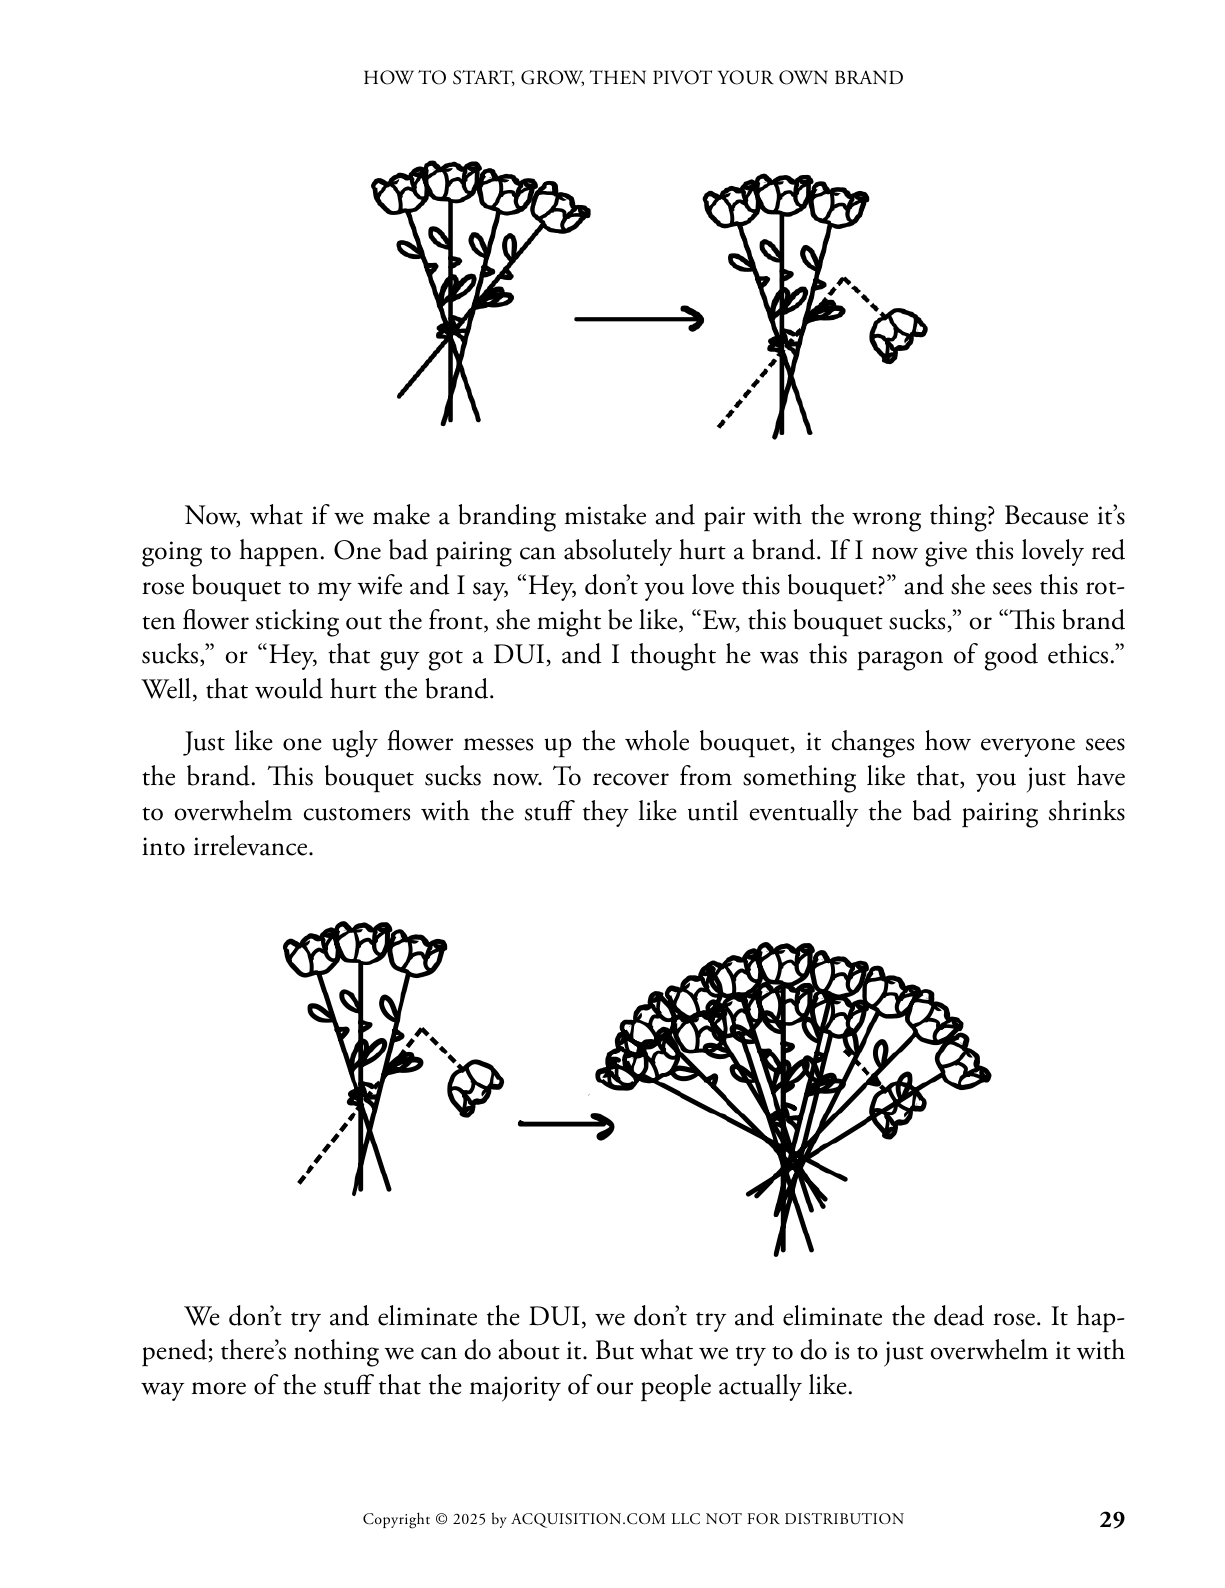 HOW TO START, GROW, THEN PIVOT YOUR OWN BRAND
Now, what if we make a branding mistake and pair with the wrong thing? Because it’s
going to happen. One bad pairing can absolutely hurt a brand. If I now give this lovely red
rose bouquet to my wife and I say, “Hey, don’t you love this bouquet?” and she sees this rot-
ten flower sticking out the front, she might be like, “Ew, this bouquet sucks,” or “This brand
sucks,” or “Hey, that guy got a DUI, and I thought he was this paragon of good ethics.”
Well, that would hurt the brand.
Just like one ugly flower messes up the whole bouquet, it changes how everyone sees
the brand. This bouquet sucks now. To recover from something like that, you just have
to overwhelm customers with the stuff they like until eventually the bad pairing shrinks
into irrelevance.
We don’t try and eliminate the DUI, we don’t try and eliminate the dead rose. It hap-
pened; there’s nothing we can do about it. But what we try to do is to just overwhelm it with
way more of the stuff that the majority of our people actually like.
Copyright © 2025 by ACQUISITION.COM LLC NOT FOR DISTRIBUTION
29